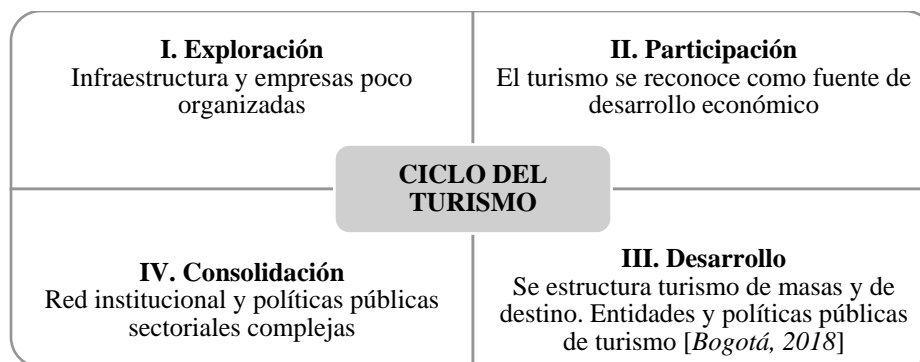 I. Exploración
Infraestructura y empresas poco
organizadas
II. Participación
El turismo se reconoce como fuente de
desarrollo económico
CICLO DEL
TURISMO
IV. Consolidación
Red institucional y políticas públicas
sectoriales complejas
III. Desarrollo
Se estructura turismo de masas y de
destino. Entidades y políticas públicas
de turismo [Bogotá, 2018]